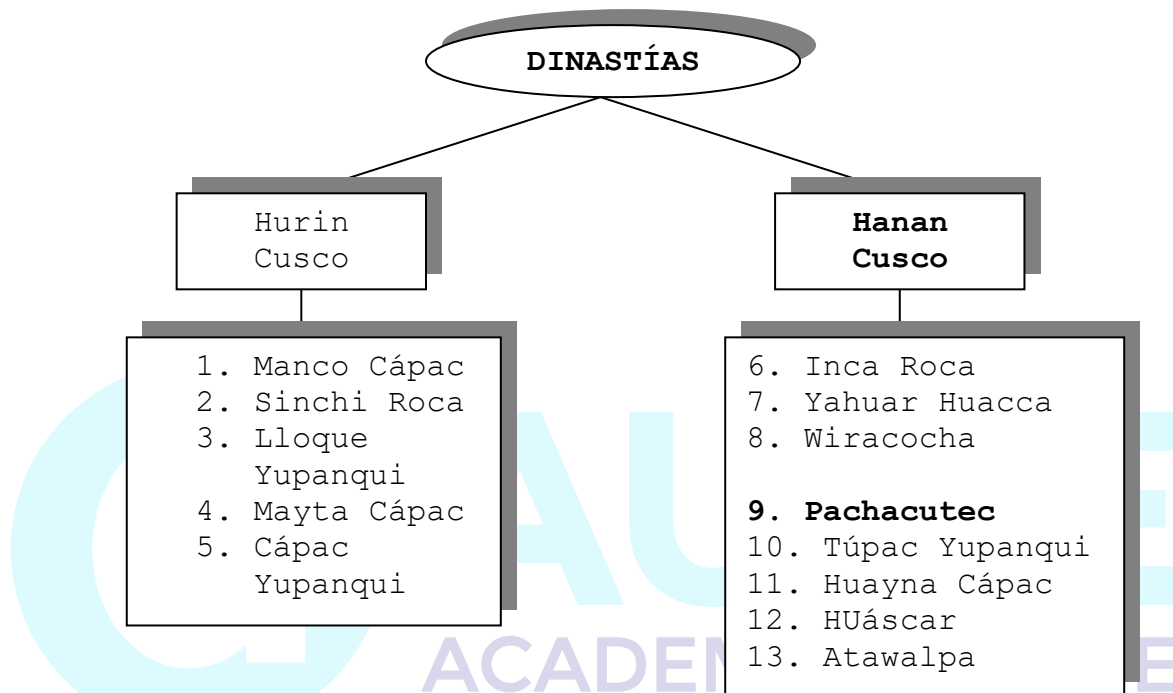 DINASTÍAS
Hurin
Cusco
Hanan
Cusco
1. Manco Cápac
2. Sinchi Roca
3. Lloque
Yupanqui
4. Mayta Cápac
5. Cápac
Yupanqui
6. Inca Roca
7. Yahuar Huacca
8. Wiracocha
9. Pachacutec
10. Túpac Yupanqui
11. Huayna Cápac
12. HUáscar
13. Atawalpa